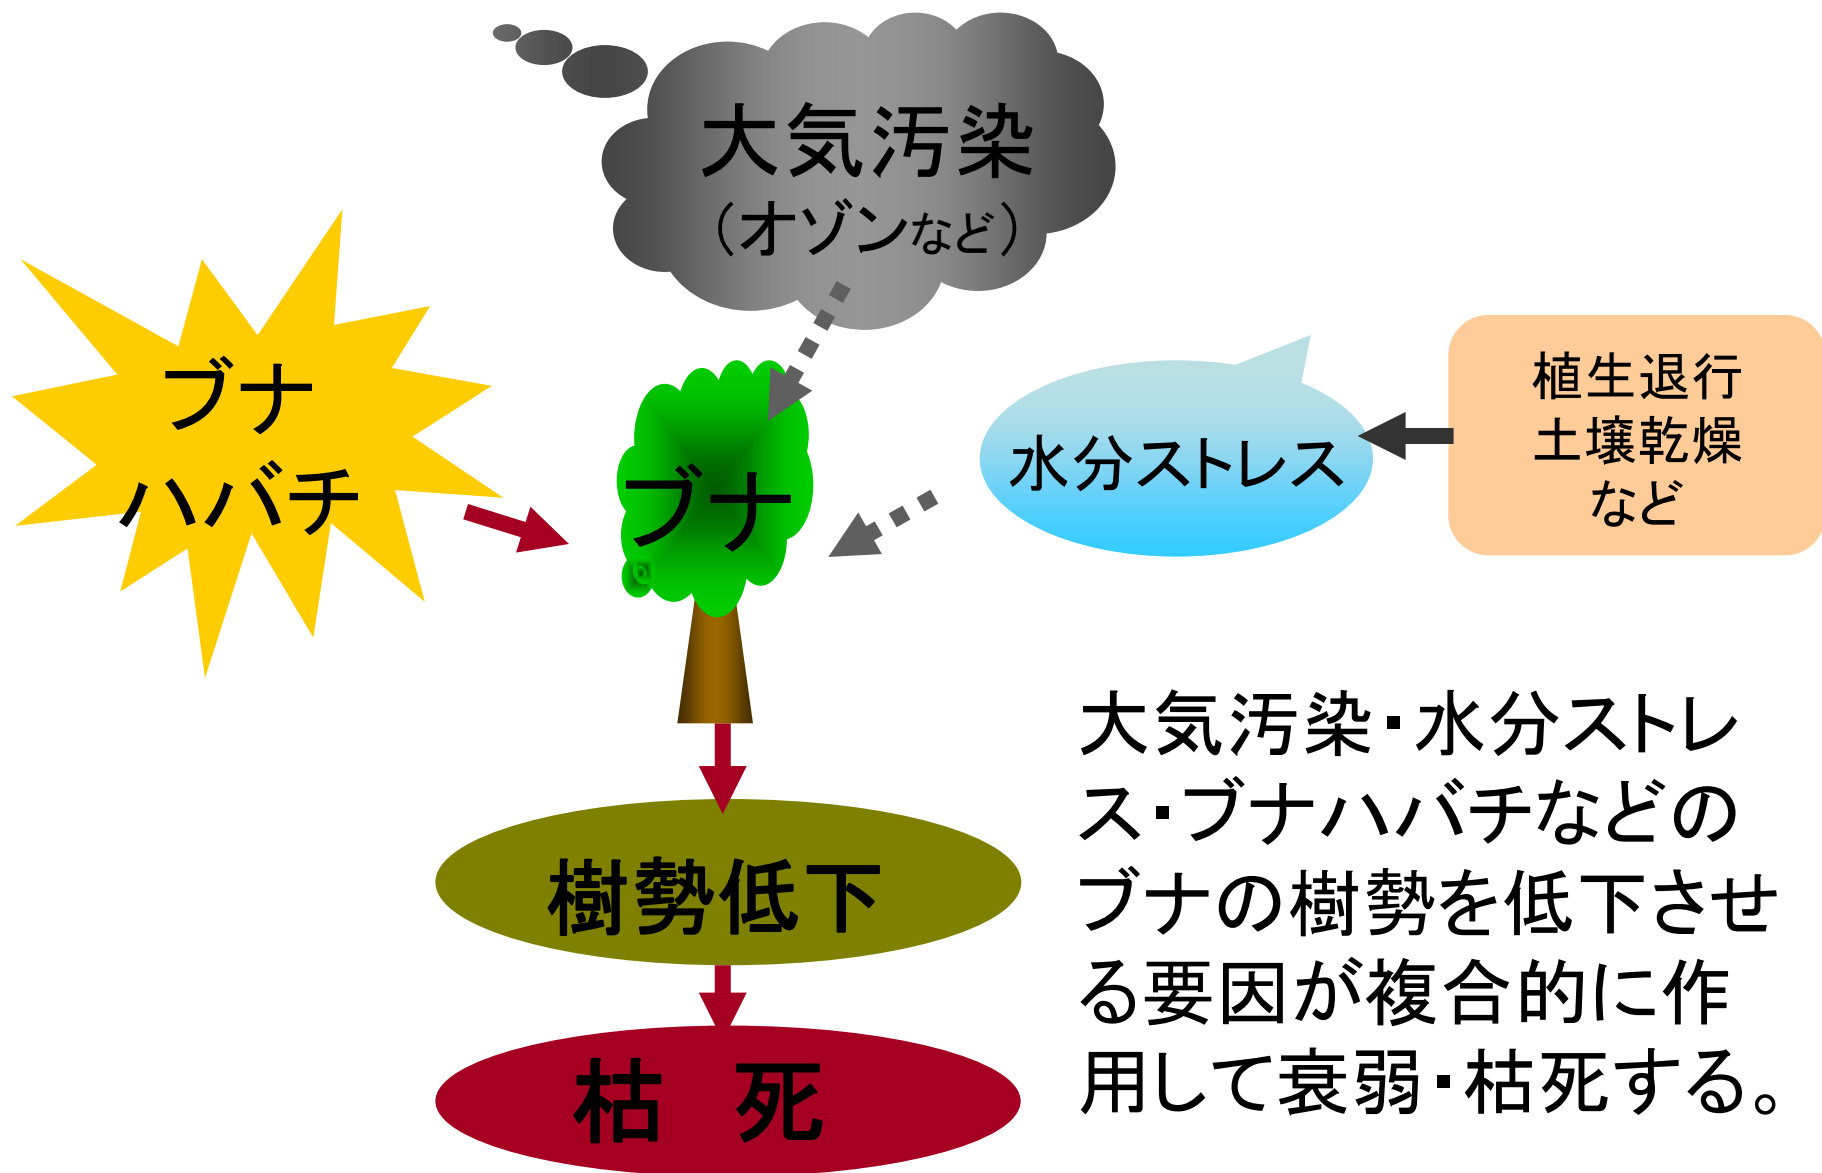 大気汚染
（オゾンなど）
ブナ
ハバチ
ブナ
水分ストレス
植生退行
土壌乾燥
など
樹勢低下
枯　死
大気汚染・水分ストレ
ス・ブナハバチなどの
ブナの樹勢を低下させ
る要因が複合的に作
用して衰弱・枯死する。